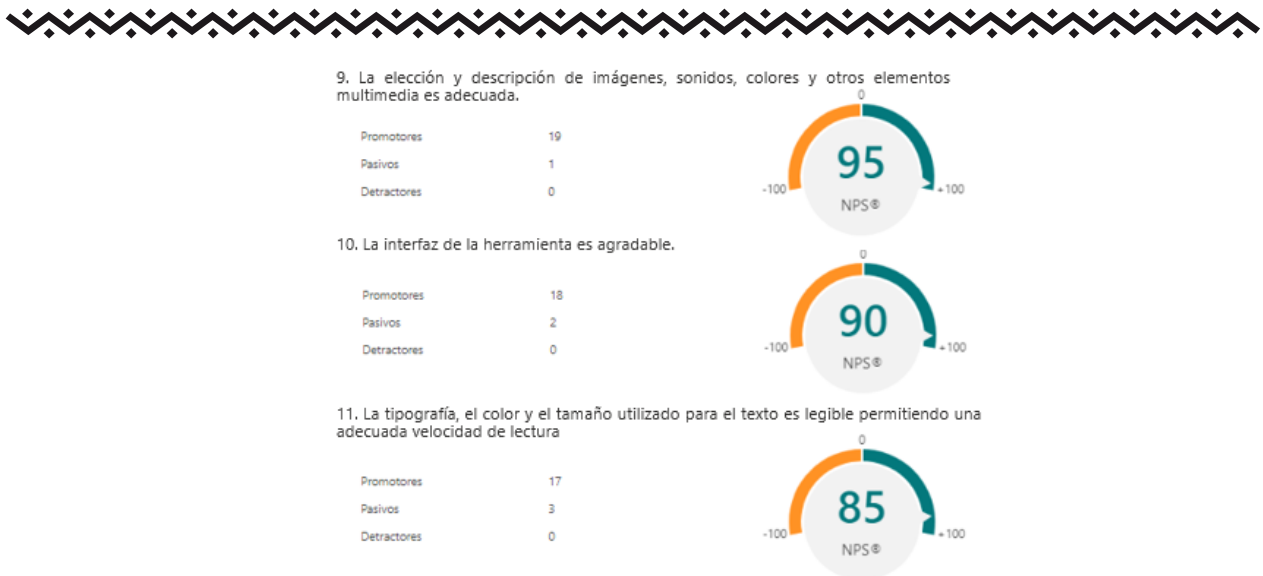 9. La elección y descripción de imágenes, sonidos, colores y otros elementos
multimedia es adecuada.
0
Promotores 19
Pasivos 1
Detractores 0
95
NPS®
-100
+100
10. La interfaz de la herramienta es agradable.
0
Promotores 18
Pasivos 2
Detractores 0
90
NPS®
-100
+100
11. La tipografía, el color y el tamaño utilizado para el texto es legible permitiendo una
adecuada velocidad de lectura
0
Promotores 17
Pasivos 3
Detractores 0
85
NPS®
-100
+100